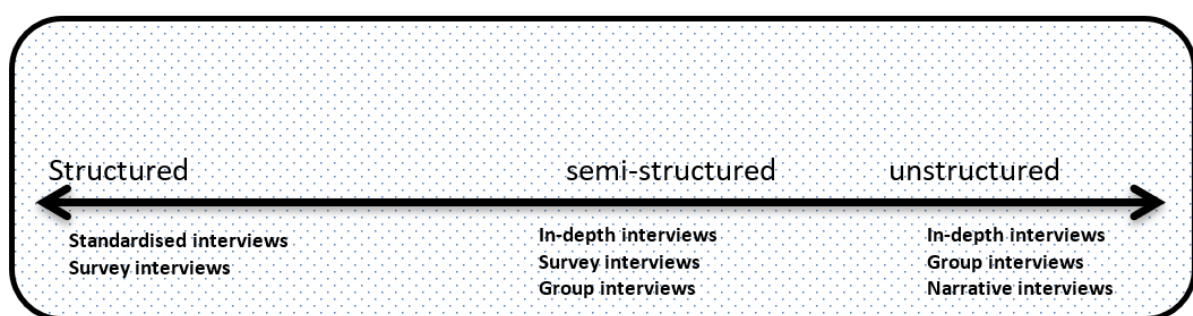 Structured
semi-structured
unstructured
Standardised interviews
Survey interviews
In-depth interviews
Survey interviews
Group interviews
In-depth interviews
Group interviews
Narrative interviews